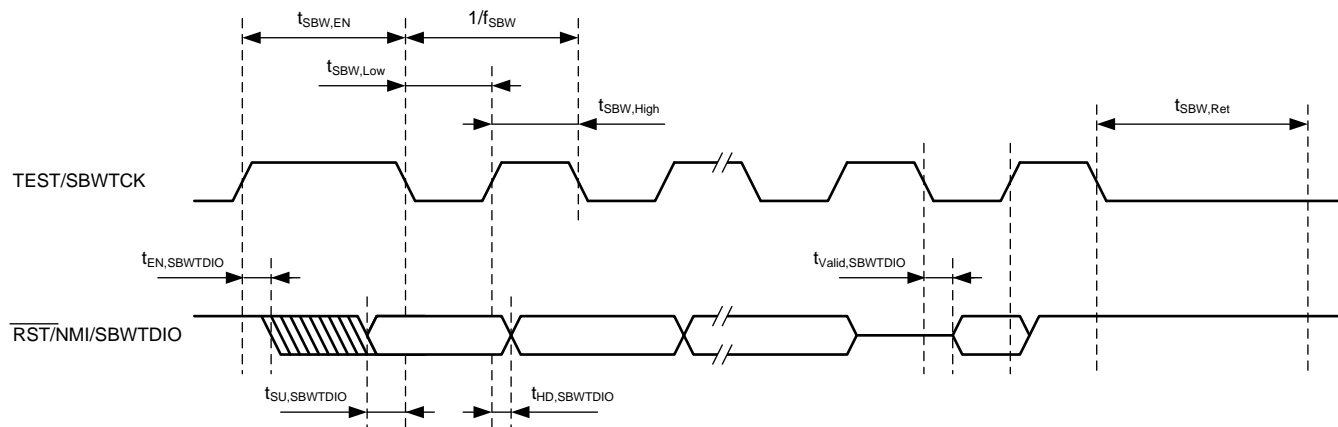 tSBW,EN
1/fSBW
tSBW,Low
tSBW,High
tSBW,Ret
TEST/SBWTCK
tEN,SBWTDIO
tValid,SBWTDIO
RST/NMI/SBWTDIO
tSU,SBWTDIO
tHD,SBWTDIO